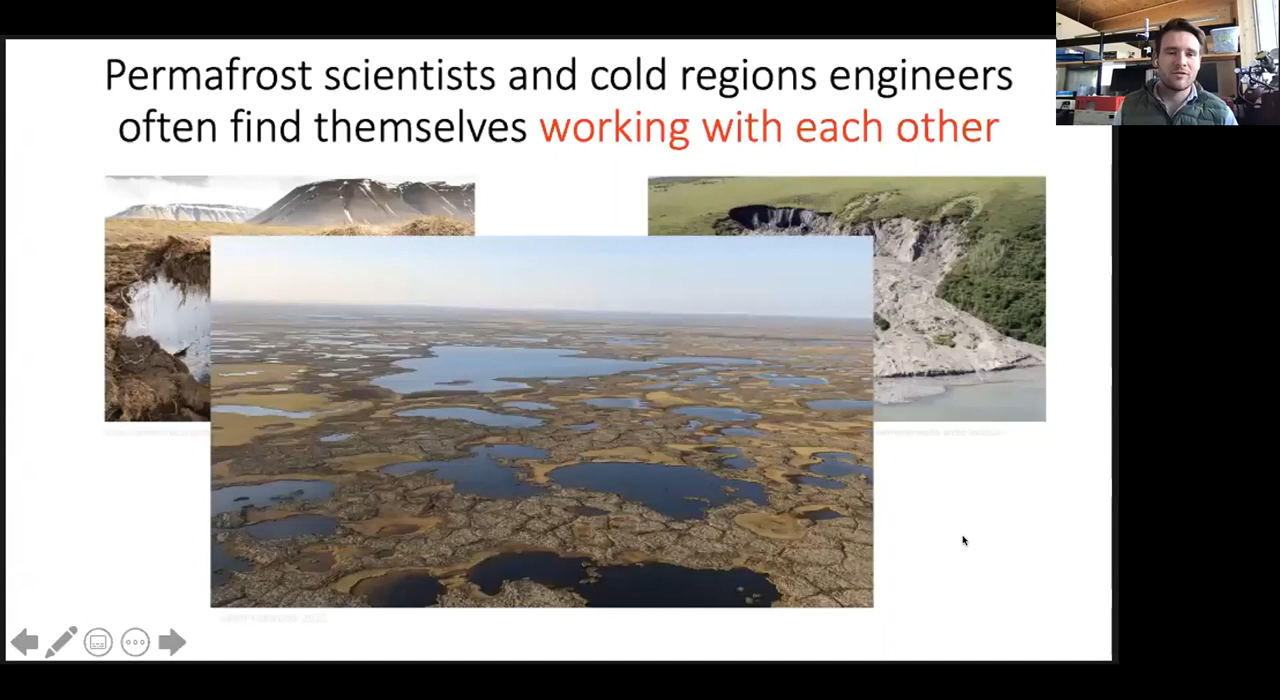 Permafrost scientists and cold regions engineers
often find themselves working with each other